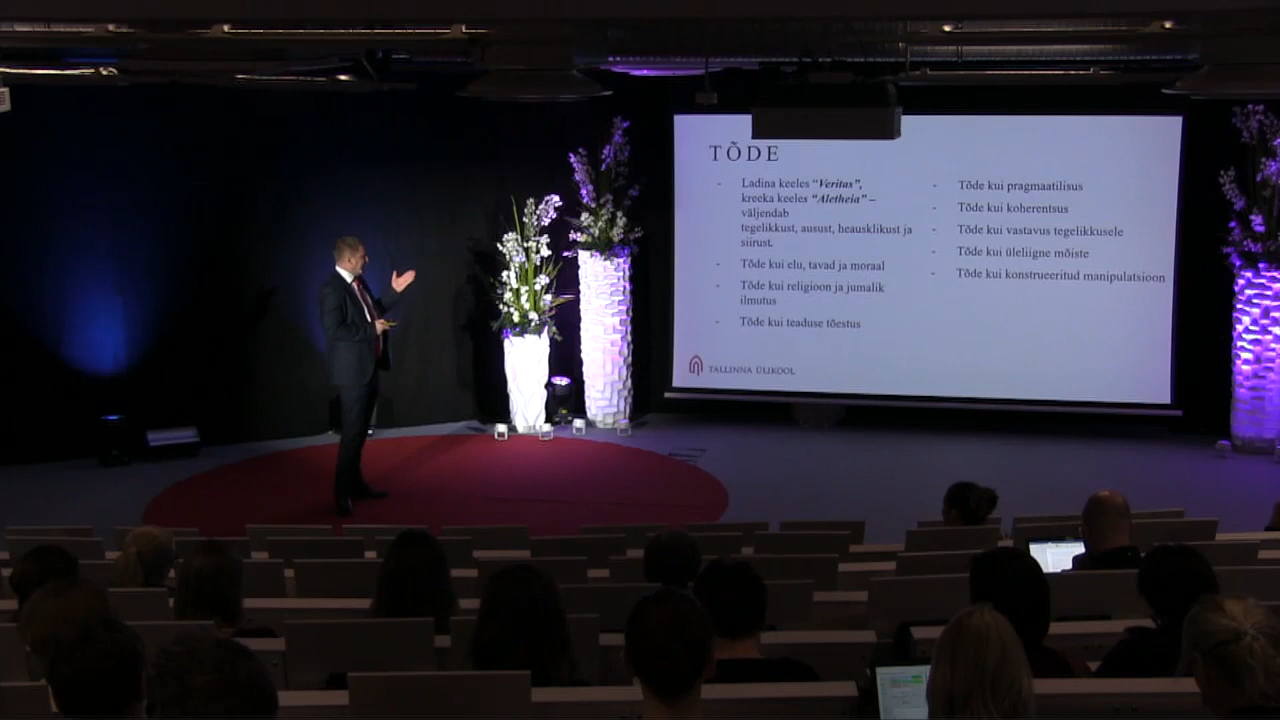 TÕDE
- Ladina keeles “Veritas”,
kreeka keeles “Aletheia” –
väljendab
tegelikkust, ausust, heausklikust ja
siirust.
- Tõde kui elu, tavad ja moraal
- Tõde kui religioon ja jumalik
ilmutus
- Tõde kui teaduse tõestus
- Tõde kui pragmaatilisus
- Tõde kui koherentsus
- Tõde kui vastavus tegelikkusele
- Tõde kui üleliigne mõiste
- Tõde kui konstrueeritud manipulatsioon
TALLINNA ÜLIKOOL